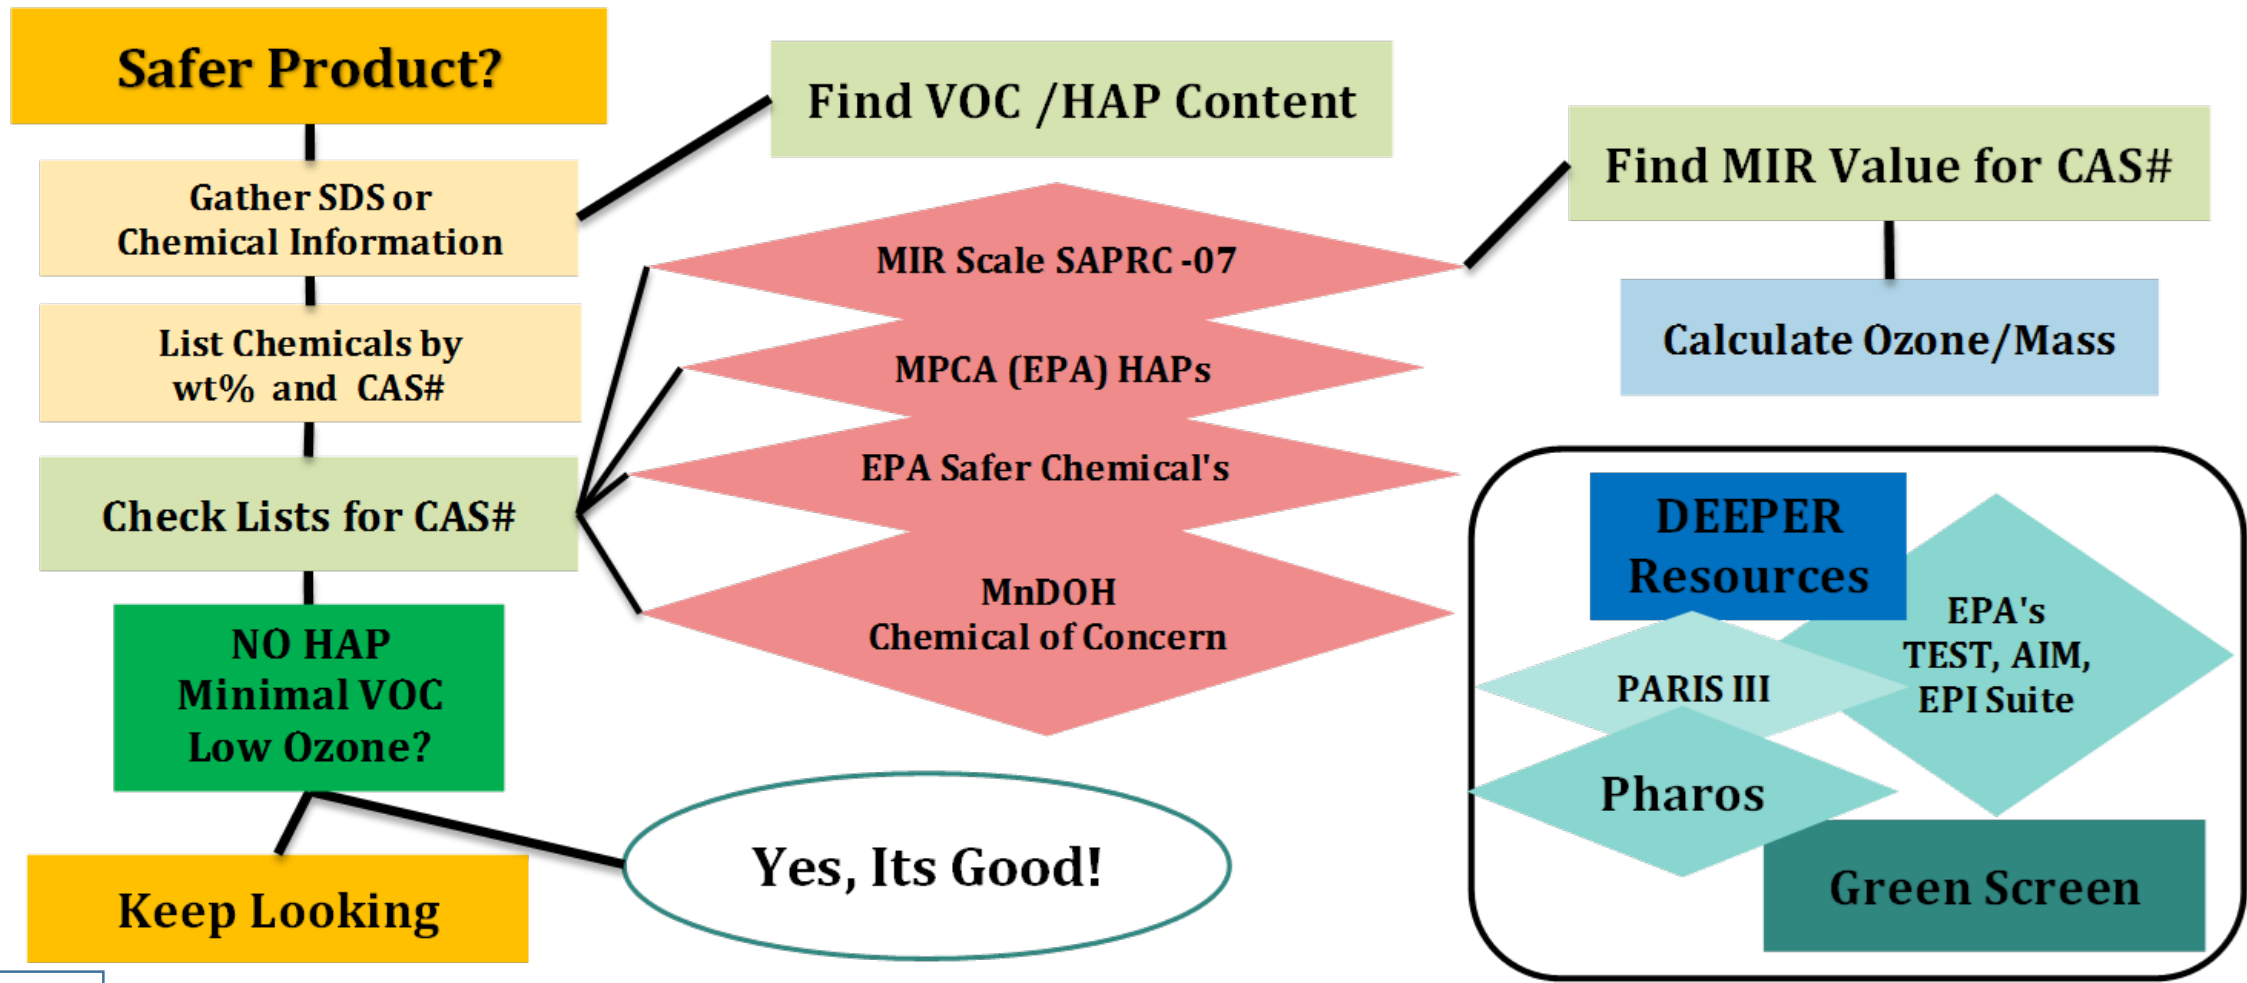 Safer Product?
Gather SDS or
Chemical Information
List Chemicals by
wt% and CAS#
Check Lists for CAS#
NO HAP
Minimal VOC
Low Ozone?
Keep Looking
Yes, Its Good!
Find VOC /HAP Content
MIR Scale SAPRC -07
MPCA (EPA) HAPs
EPA Safer Chemical's
MnDOH
Chemical of Concern
Find MIR Value for CAS#
Calculate Ozone/Mass
DEEPER
Resources
EPA's
TEST, AIM,
EPI Suite
PARIS III
Pharos
Green Screen